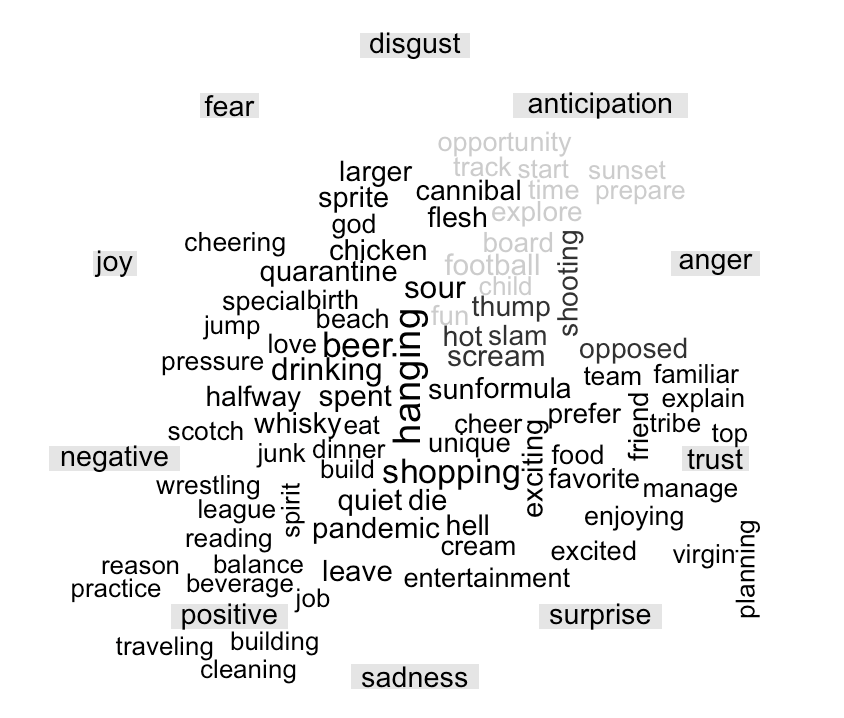 disgust
fear
anticipation
opportunity
larger
track start sunset
sprite cannibal time prepare
god flesh explore
cheering chicken board shooting
joy quarantine football anger
specialbirth sour child
jump beach fun thump
love beer. hanging hot slam
pressure drinking scream opposed
team familiar
halfway spent sunformula explain
scotch whisky eat cheer prefer friend tribe top
negative junk dinner unique exciting food trust
wrestling build shopping favorite manage
league spirit quiet die enjoying
reading pandemic hell planning
reason balance cream excited virgin
practice beverage leave entertainment
job
positive surprise
traveling building
cleaning sadness